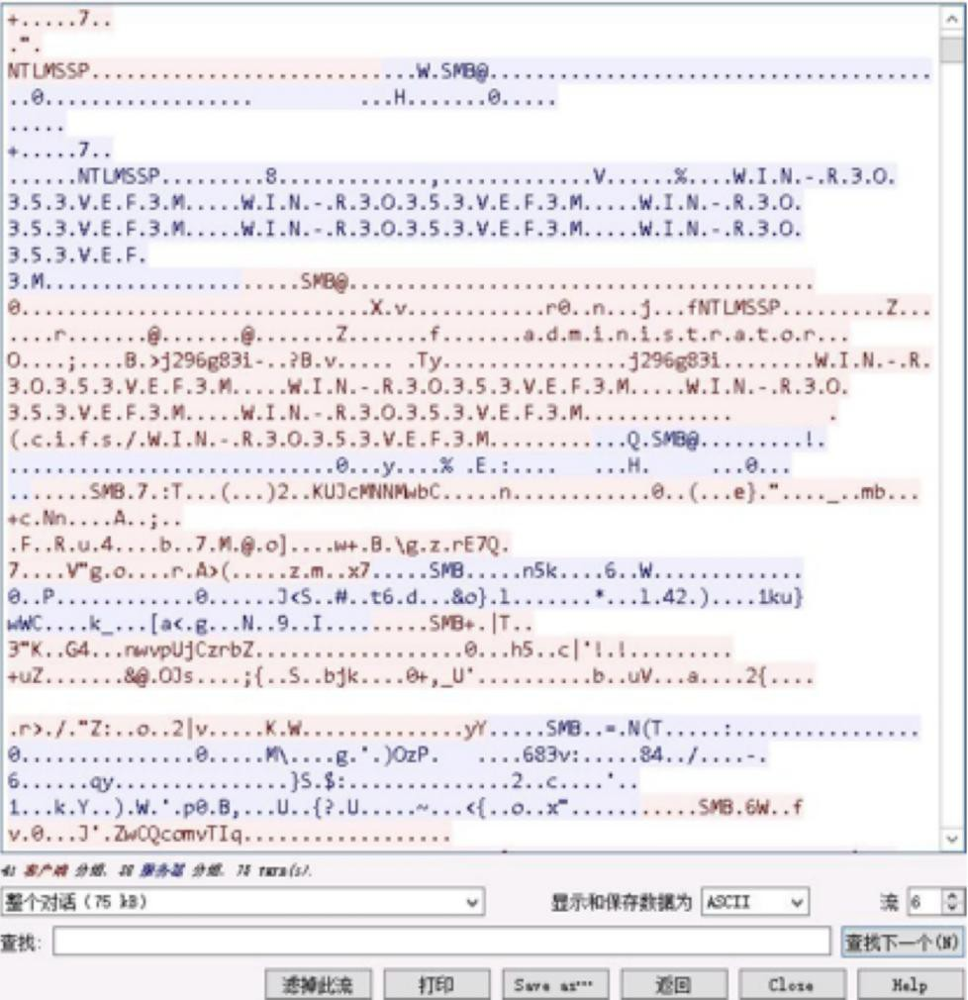 +.....7..
.".
NTLMSSP.............................W.SMB@........................................
..0................... ...H.......0.....
.....
+.....7..
......NTLMSSP.........8.............,.............V......%....W.I.N.-.R.3.O.
3.5.3.V.E.F.3.M.....W.I.N.-.R.3.O.3.5.3.V.E.F.3.M.....W.I.N.-.R.3.O.
3.5.3.V.E.F.3.M.....W.I.N.-.R.3.O.3.5.3.V.E.F.3.M.....W.I.N.-.R.3.O.
3.5.3.V.E.F.
3.M.......................SMB@..........................................
0.................................X.v.............r0..n...j...fNTLMSSP..........Z...
....r.......@.......@........Z.......f........a.d.m.i.n.i.s.t.r.a.t.o.r...
O....;....B.>j296g83i-..?B.v..... .Ty.................j296g83i.........W.I.N.-.R.
3.O.3.5.3.V.E.F.3.M.....W.I.N.-.R.3.O.3.5.3.V.E.F.3.M.....W.I.N.-.R.3.O.
3.5.3.V.E.F.3.M.....W.I.N.-.R.3.O.3.5.3.V.E.F.3.M............. .
(.c.i.f.s./.W.I.N.-.R.3.O.3.5.3.V.E.F.3.M............Q.SMB@..........!.
..............................0...y....% .E.:.... ...H. ...0...
........SMB.7.:T...(...)2..KUJcMNNMwbC.....n.............0..(...e}."...._..mb...
+c.Nn....A..;..
.F..R.u.4....b..7.M.@.o]....w+.B.\g.z.rE7Q.
7....V"g.o....r.A>(.....z.m..x7.....SMB.....n5k....6..W..............
0..P............0......J<S..#..t6.d...&o}.l........*...l.42.)....1ku}
wWC....k_...[a<.g...N..9..I..........SMB+.|T..
3"K..G4...nwvpUjCzrbZ...................0...h5..c|'!.!.........
+uZ.......&@.OJs....;{..S..bjk....0+,_U'..........b..uV...a....2{....
.r>./."Z:..o..2|v.....K.W..............yY.....SMB..=.N(T.....:.................
0...............0.....M\....g.'.)OzP. ....683v:.....84../....-.
6......qy................}S.$:...............2..c....'..
1...k.Y..).W.'.p0.B,...U..{?.U.....~...<{..o..x"............SMB.6W..f
v.0...J'.ZwCQcomvTIq...................
客户端 分组, 服务器 分组,
整个对话 (75 kB)
显示和保存数据为 ASCII
流 6
查找:
查找下一个(N)
滤掉此流
打印
Save as…
返回
Close
Help